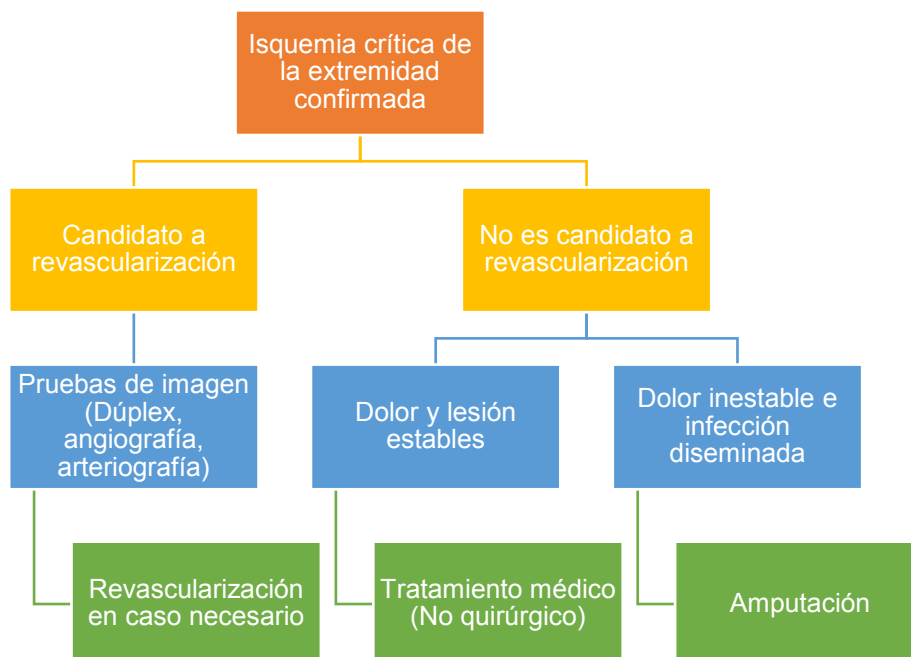 Isquemia crítica de
la extremidad
confirmada
Candidato a
revascularización
No es candidato a
revascularización
Pruebas de imagen
(Dúplex,
angiografía,
arteriografía)
Dolor y lesión
estables
Dolor inestable e
infección
diseminada
Revascularización
en caso necesario
Tratamiento médico
(No quirúrgico)
Amputación